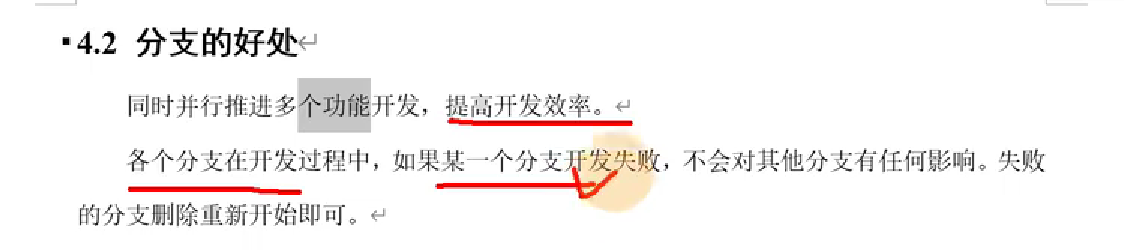 4.2 分支的好处
同时并行推进多个功能开发，提高开发效率。
各个分支在开发过程中，如果某一个分支开发失败，不会对其他分支有任何影响。失败
的分支删除重新开始即可。